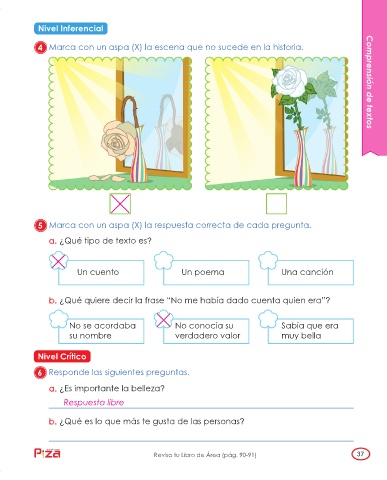 Nivel Inferencial
4 Marca con un aspa (X) la escena que no sucede en la historia.
Comprensión de textos
5 Marca con un aspa (X) la respuesta correcta de cada pregunta.
a. ¿Qué tipo de texto es?
Un cuento
Un poema
Una canción
b. ¿Qué quiere decir la frase “No me había dado cuenta quien era”?
No se acordaba
su nombre
No conocía su
verdadero valor
Sabía que era
muy bella
Nivel Crítico
6 Responde las siguientes preguntas.
a. ¿Es importante la belleza?
Respuesta libre
b. ¿Qué es lo que más te gusta de las personas?
Revisa tu Libro de Área (pág. 90-91)
37